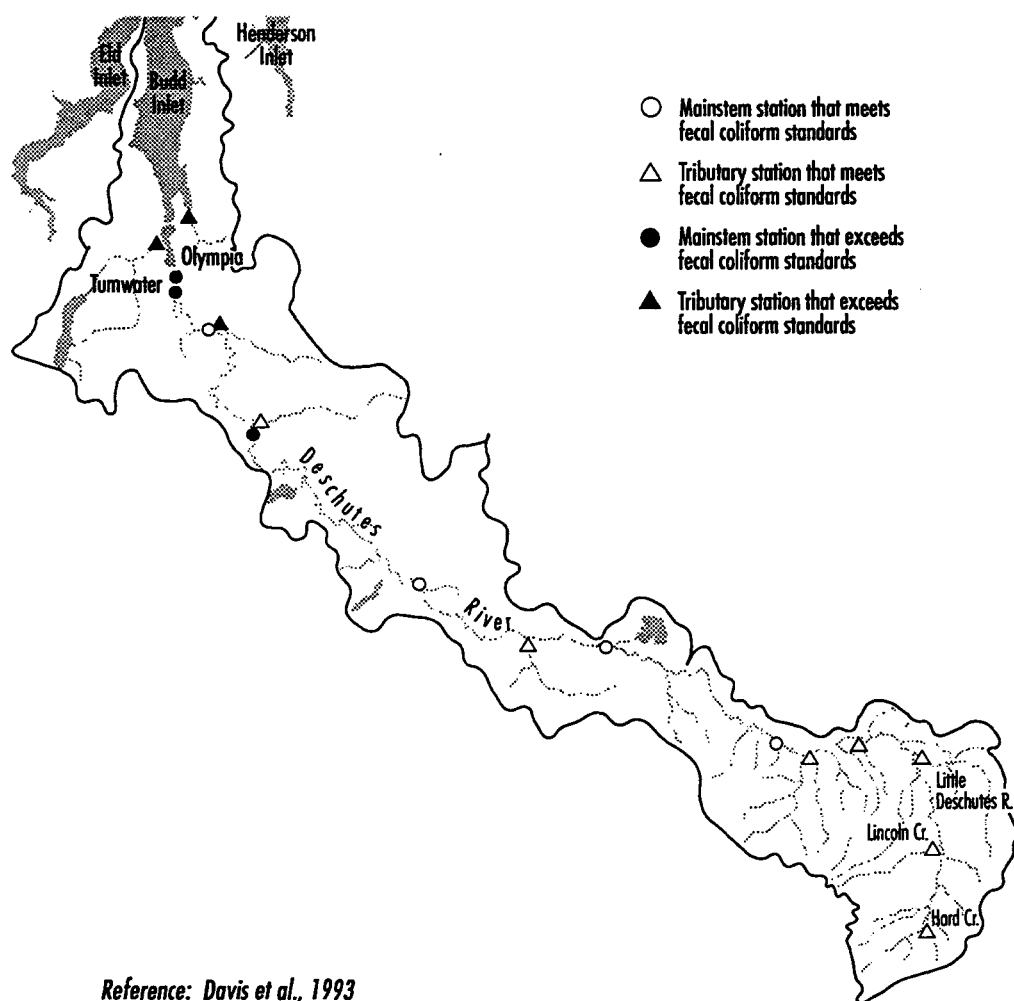 Eld
Inlet
Budd
Inlet
Henderson
Inlet
Mainstem station that meets
fecal coliform standards
Tributary station that meets
fecal coliform standards
Mainstem station that exceeds
fecal coliform standards
Tributary station that exceeds
fecal coliform standards
Olympia
Tumwater
Deschutes
River
Little
Deschutes R.
Lincoln Cr.
Hard Cr.
Reference: Davis et al., 1993